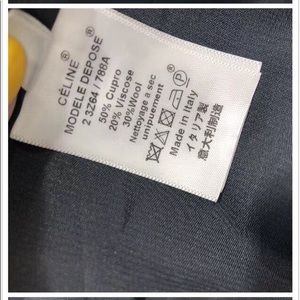 CÉLINE®
MODELE DEPOSE®
2 3Z64 / 788A
50% Cupro
20% Viscose
30% Wool
Nettoyage a sec
uniquement
Made in Italy
イタリア製
意大利制造